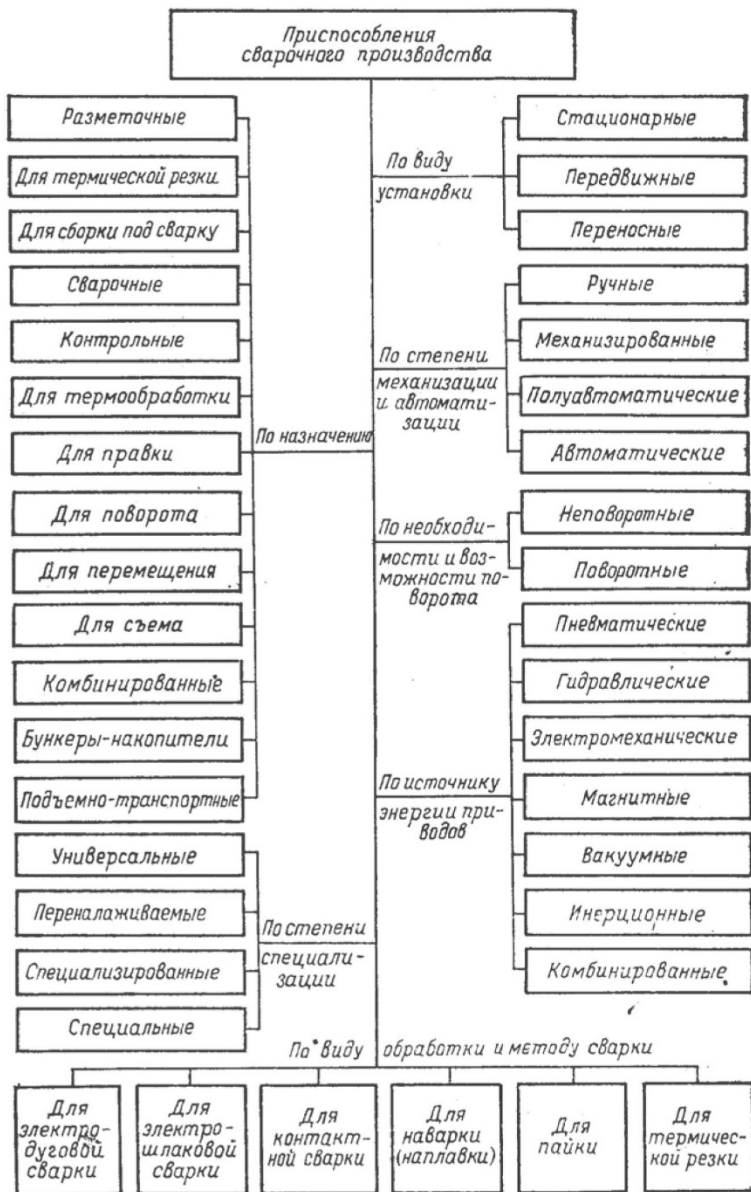 Приспособления
сварочного производства
Разметочные
Для термической резки
Для сборки под сварку
Сварочные
Контрольные
Для термообработки
Для правки
Для поворота
Для перемещения
Для съема
Комбинированные
Бункеры-накопители
Подъемно-транспортные
По назначению
Универсальные
Переналаживаемые
Специализированные
Специальные
По степени
специали-
зации
По виду
установки
Стационарные
Передвижные
Переносные
По степени
механизации
и автомати-
зации
Ручные
Механизированные
Полуавтоматические
Автоматические
По необходи-
мости и воз-
можности по-
ворота
Неповоротные
Поворотные
По источнику
энергии при-
водов
Пневматические
Гидравлические
Электромеханические
Магнитные
Вакуумные
Инерционные
Комбинированные
По виду обработки и методу сварки
Для
электро-
дуговой
сварки
Для
электро-
шлаковой
сварки
Для
контакт-
ной сварки
Для
наварки
(наплавки)
Для
пайки
Для
термичес-
кой резки